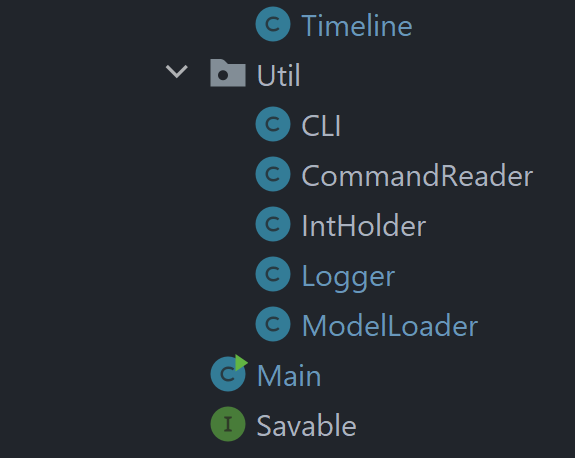 Timeline
Util
C CLI
C CommandReader
C IntHolder
C Logger
C ModelLoader
C Main
I Savable